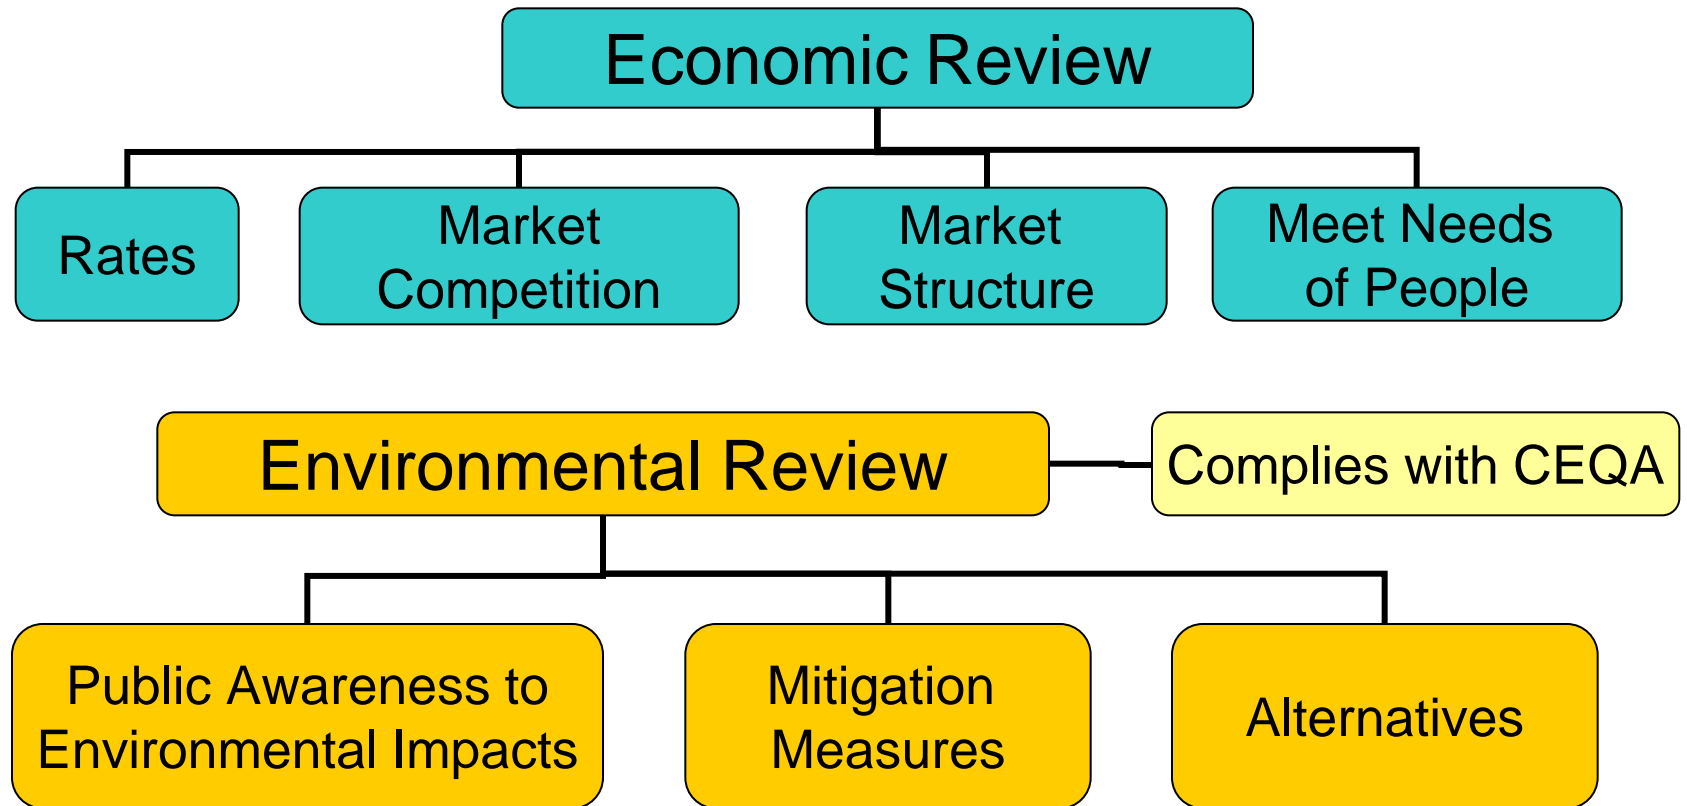 Economic Review
Rates
Market
Competition
Market
Structure
Meet Needs
of People
Environmental Review
Complies with CEQA
Public Awareness to
Environmental Impacts
Mitigation
Measures
Alternatives